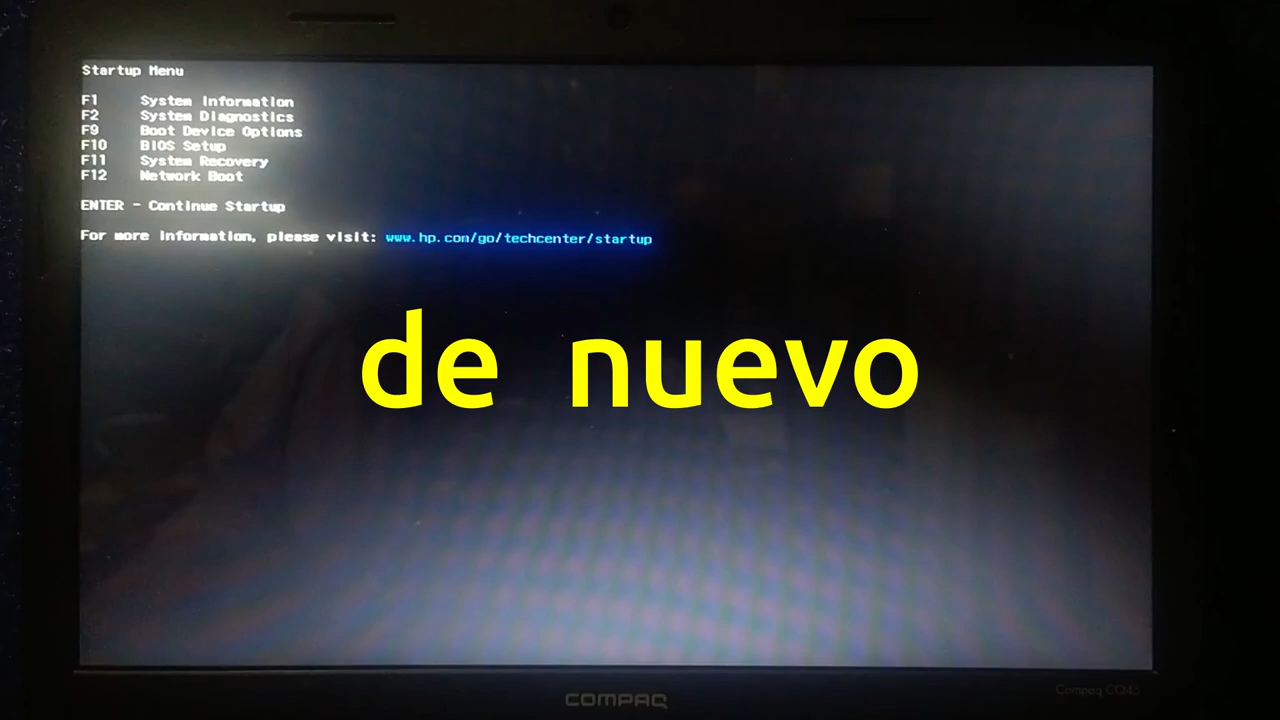 Startup Menu
F1 System Information
F2 System Diagnostics
F9 Boot Device Options
F10 BIOS Setup
F11 System Recovery
F12 Network Boot
ENTER - Continue Startup
For more information, please visit: www.hp.com/go/techcenter/startup
de nuevo
COMPAQ
Compaq CQ45